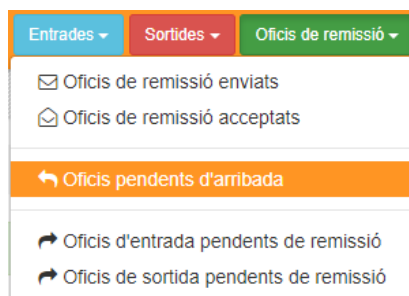 Entrades
Sortides
Oficis de remissió
Oficis de remissió enviats
Oficis de remissió acceptats
Oficis pendents d'arribada
Oficis d'entrada pendents de remissió
Oficis de sortida pendents de remissió